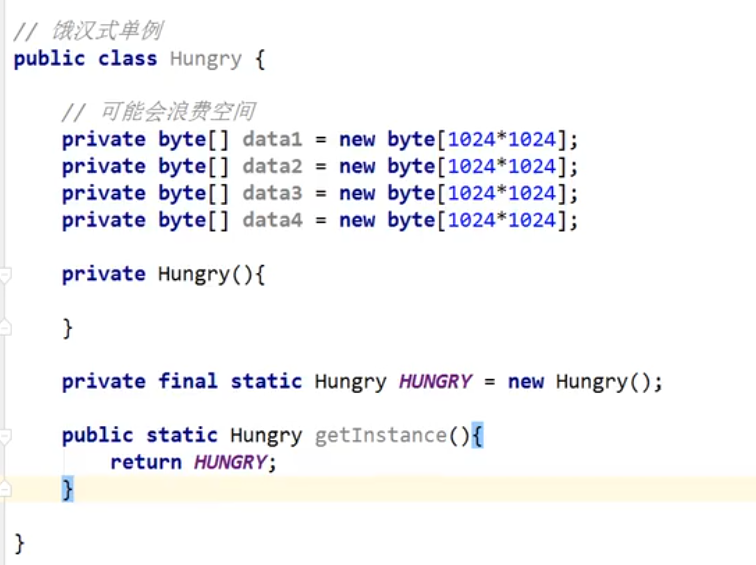 // 饿汉式单例
public class Hungry {
// 可能会浪费空间
private byte[] data1 = new byte[1024*1024];
private byte[] data2 = new byte[1024*1024];
private byte[] data3 = new byte[1024*1024];
private byte[] data4 = new byte[1024*1024];
private Hungry(){
}
private final static Hungry HUNGRY = new Hungry();
public static Hungry getInstance(){
return HUNGRY;
}
}